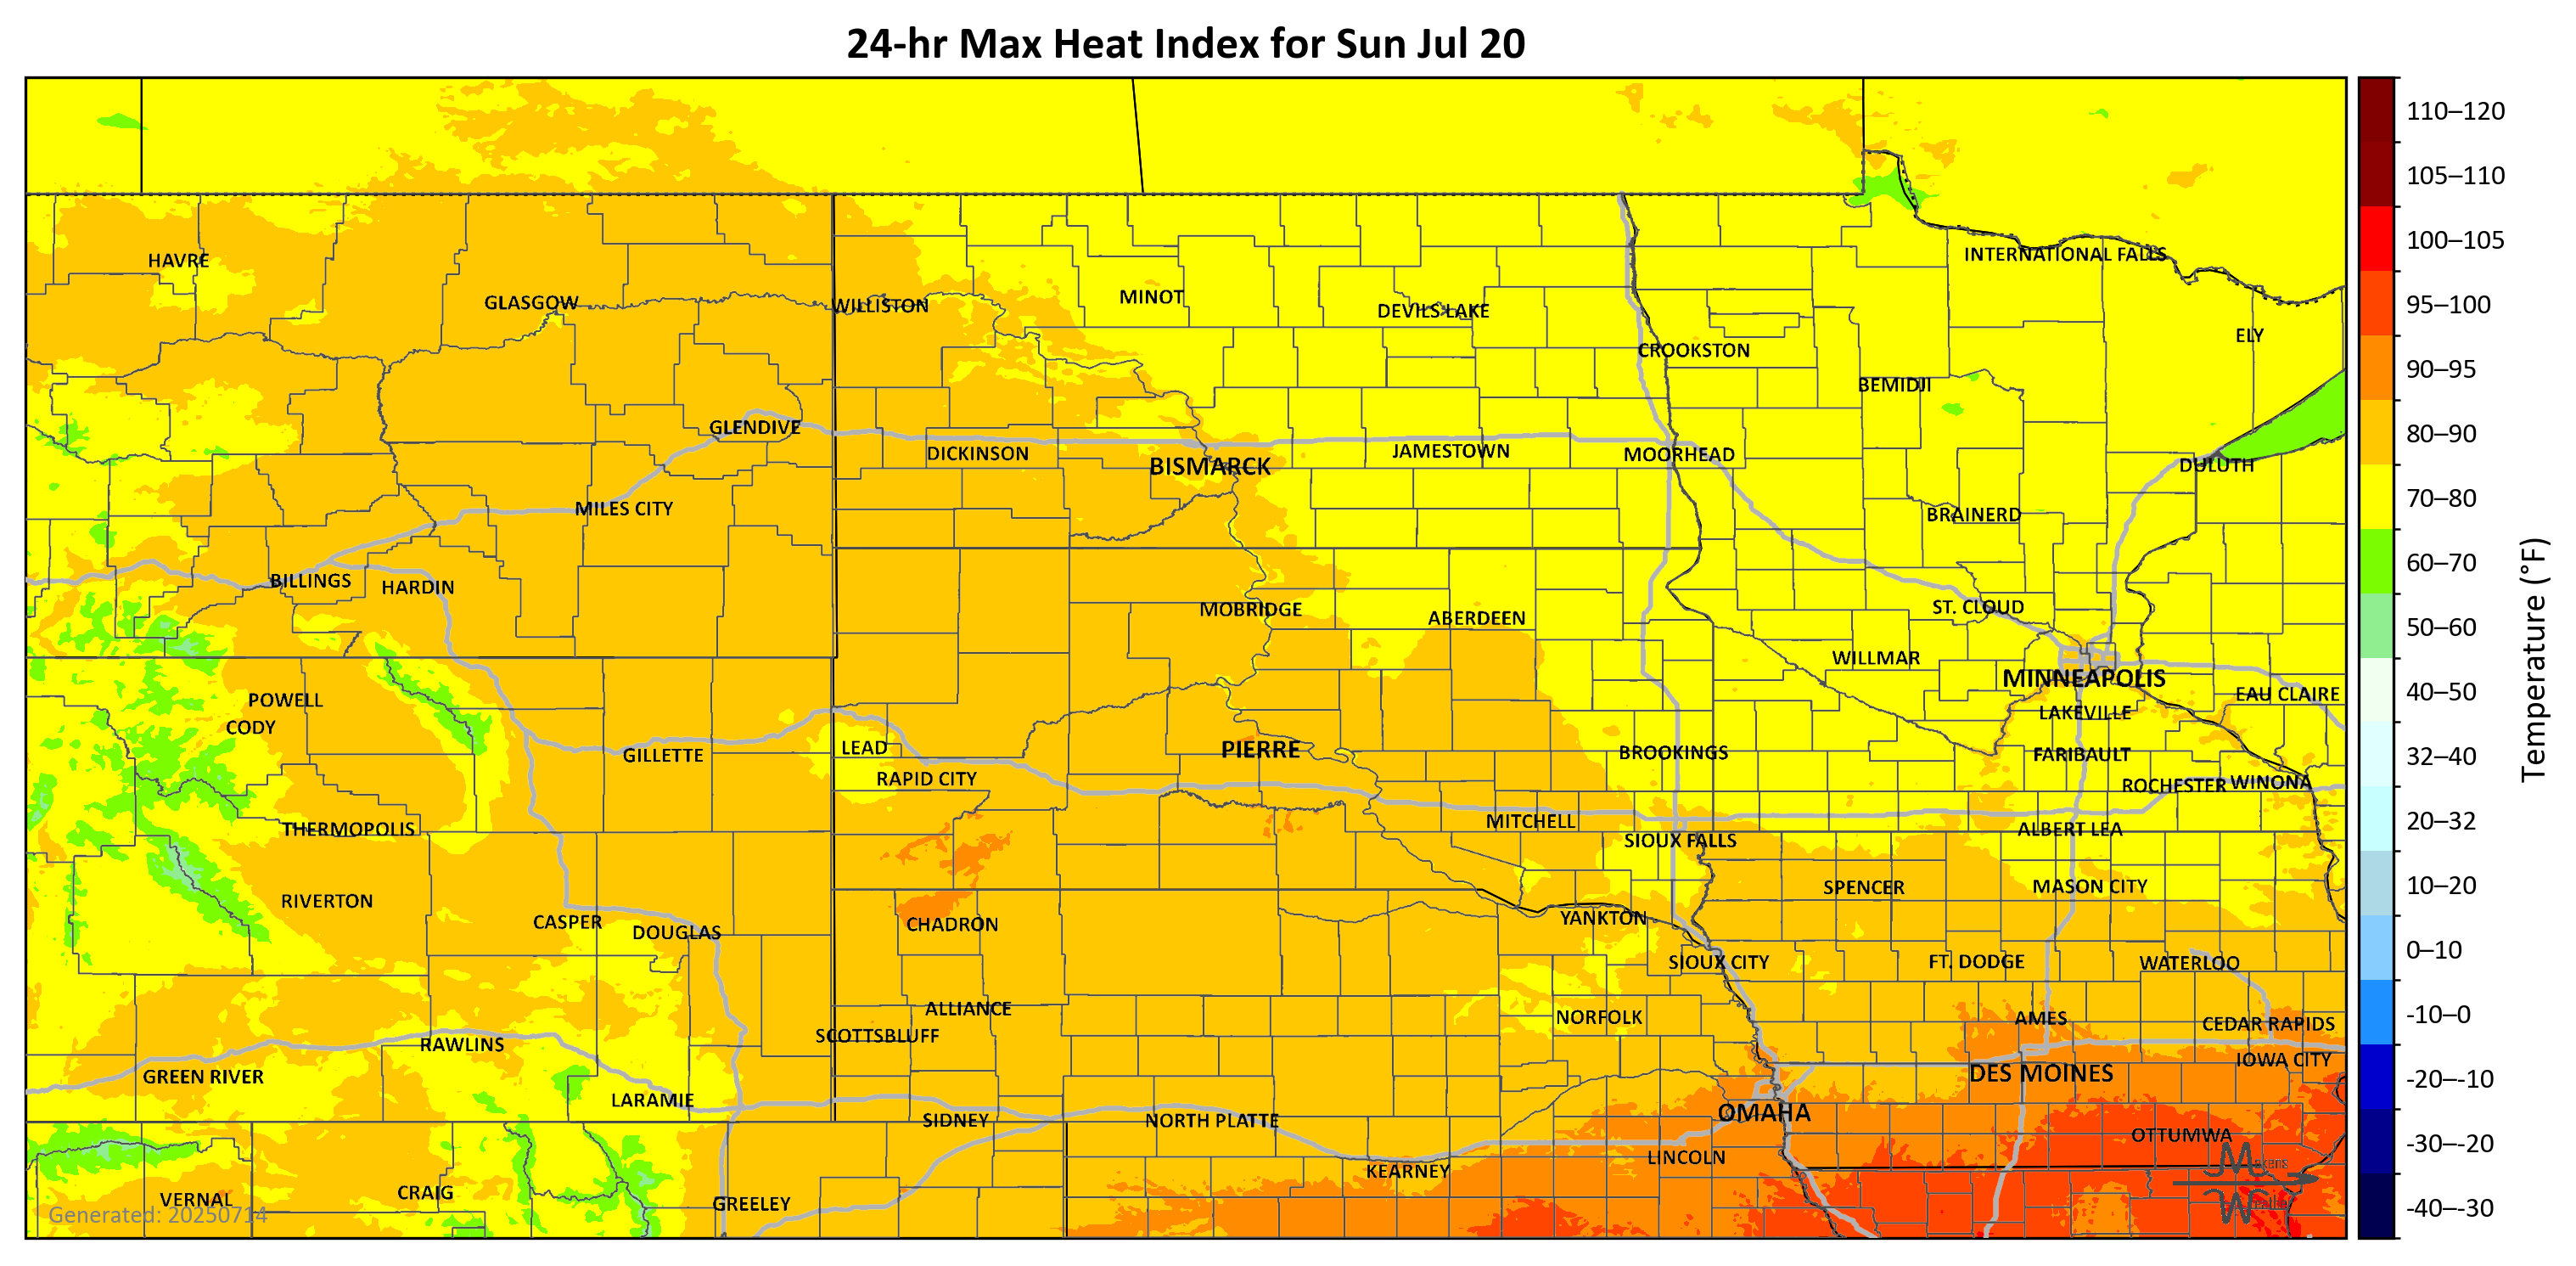 24-hr Max Heat Index for Sun Jul 20
110–120
105–110
100–105
95–100
90–95
80–90
70–80
60–70
50–60
40–50
32–40
20–32
10–20
0–10
-10–0
-20–-10
-30–-20
-40–-30
Temperature (°F)
INTERNATIONAL FALLS
HAVRE
MINOT
GLASGOW
WILLISTON
DEVILS LAKE
ELY
CROOKSTON
BEMIDJI
GLENDIVE
DICKINSON
JAMESTOWN
MOORHEAD
BISMARCK
DULUTH
MILES CITY
BRAINERD
BILLINGS
HARDIN
MOBRIDGE
ST. CLOUD
ABERDEEN
WILLMAR
MINNEAPOLIS
EAU CLAIRE
POWELL
LAKEVILLE
CODY
LEAD
PIERRE
BROOKINGS
GILLETTE
FARIBAULT
RAPID CITY
ROCHESTER
WINONA
MITCHELL
THERMOPOLIS
ALBERT LEA
SIOUX FALLS
SPENCER
MASON CITY
RIVERTON
CASPER
DOUGLAS
CHADRON
YANKTON
SIOUX CITY
FT. DODGE
WATERLOO
ALLIANCE
NORFOLK
AMES
CEDAR RAPIDS
SCOTTSBLUFF
RAWLINS
IOWA CITY
GREEN RIVER
DES MOINES
LARAMIE
OMAHA
SIDNEY
NORTH PLATTE
OTTUMWA
LINCOLN
KEARNEY
Makens
Weather
VERNAL
CRAIG
GREELEY
Generated: 20250714